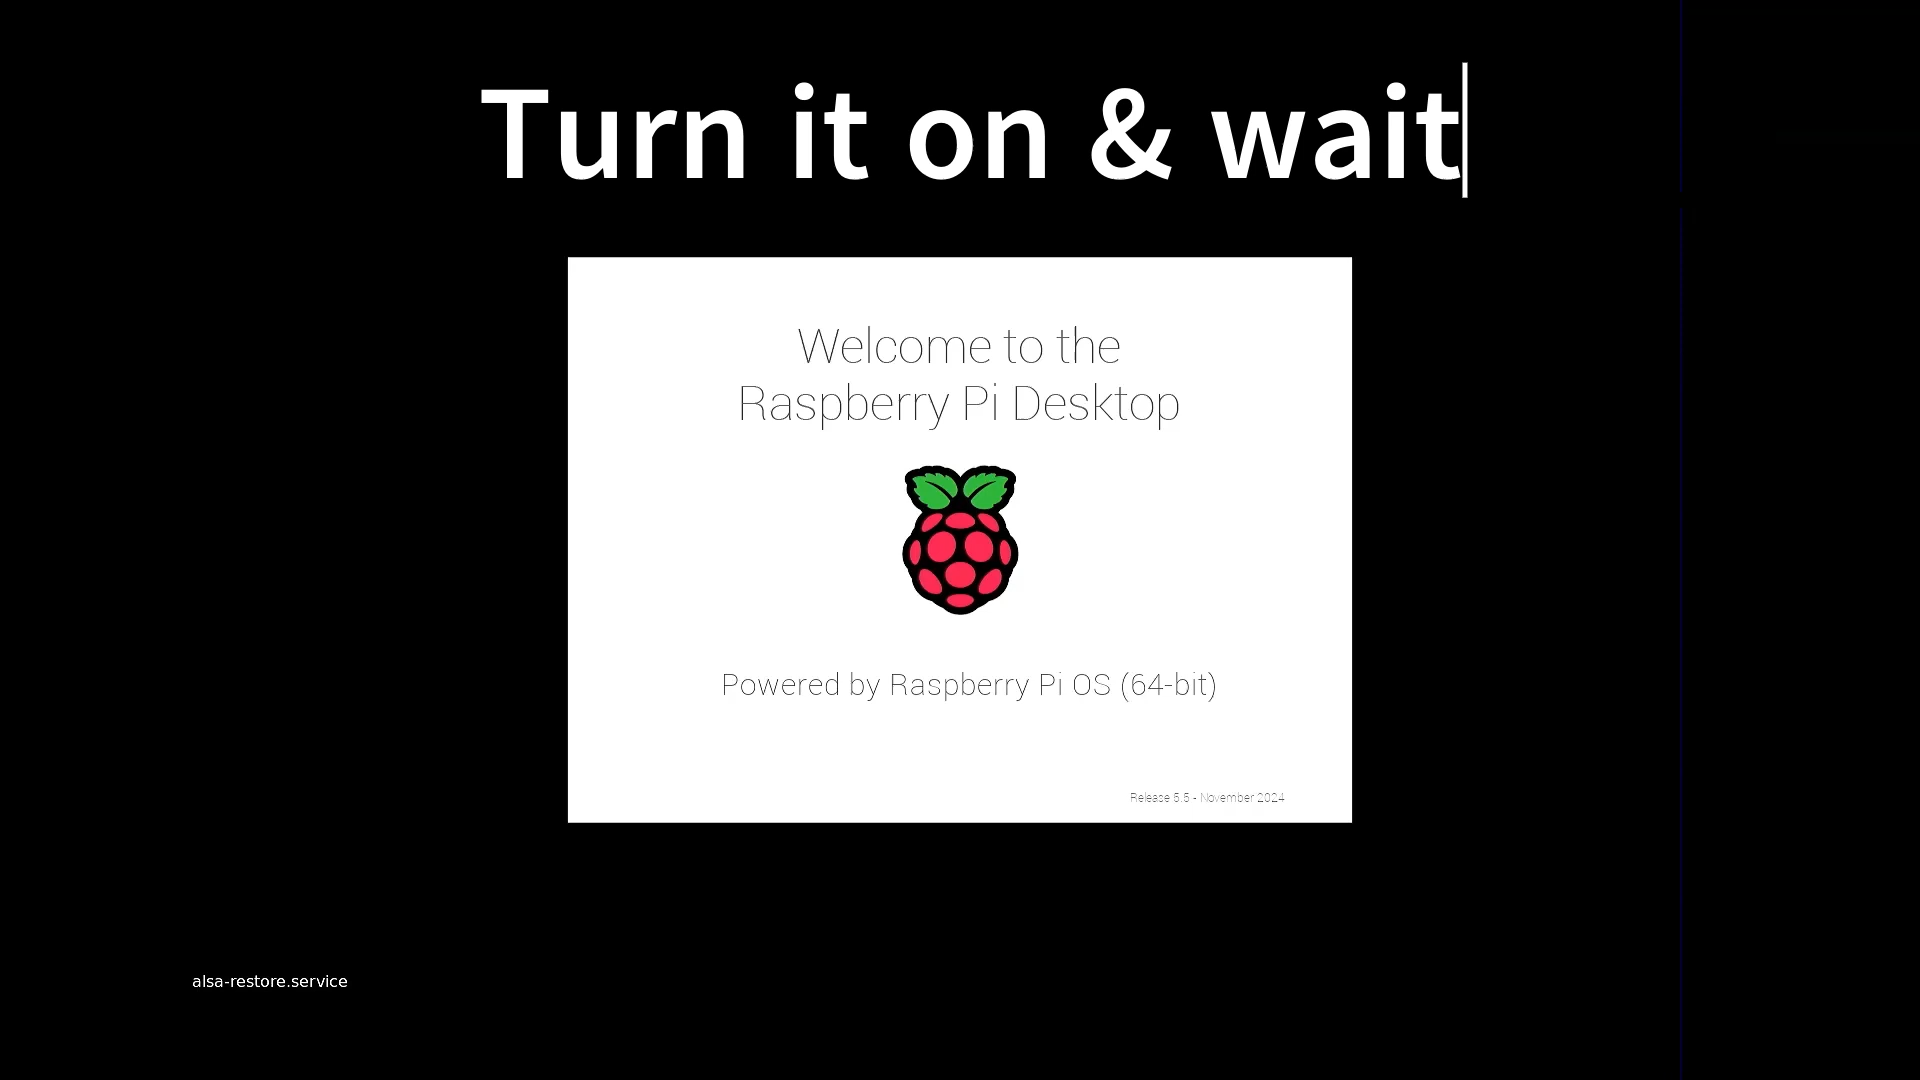 Turn it on & wait
Welcome to the
Raspberry Pi Desktop
Powered by Raspberry Pi OS (64-bit)
Release 5.5 - November 2024
alsa-restore.service